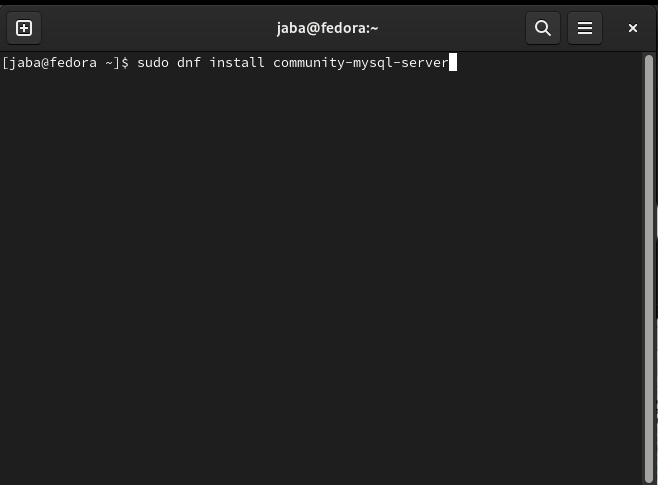 jaba@fedora:~
[jaba@fedora ~]$ sudo dnf install community-mysql-server